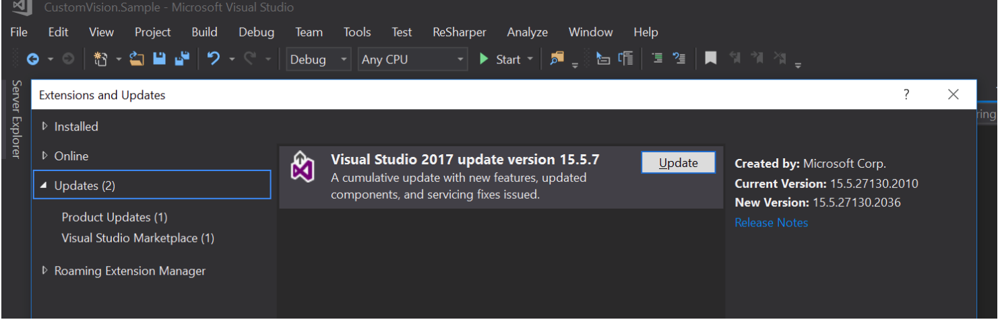 CustomVision.Sample - Microsoft Visual Studio
File Edit View Project Build Debug Team Tools Test ReSharper Analyze Window Help
Debug Any CPU Start
Server Explorer
Extensions and Updates ?
Installed
Online
Updates (2)
Product Updates (1)
Visual Studio Marketplace (1)
Roaming Extension Manager
Visual Studio 2017 update version 15.5.7
A cumulative update with new features, updated
components, and servicing fixes issued.
Update
Created by: Microsoft Corp.
Current Version: 15.5.27130.2010
New Version: 15.5.27130.2036
Release Notes
ring